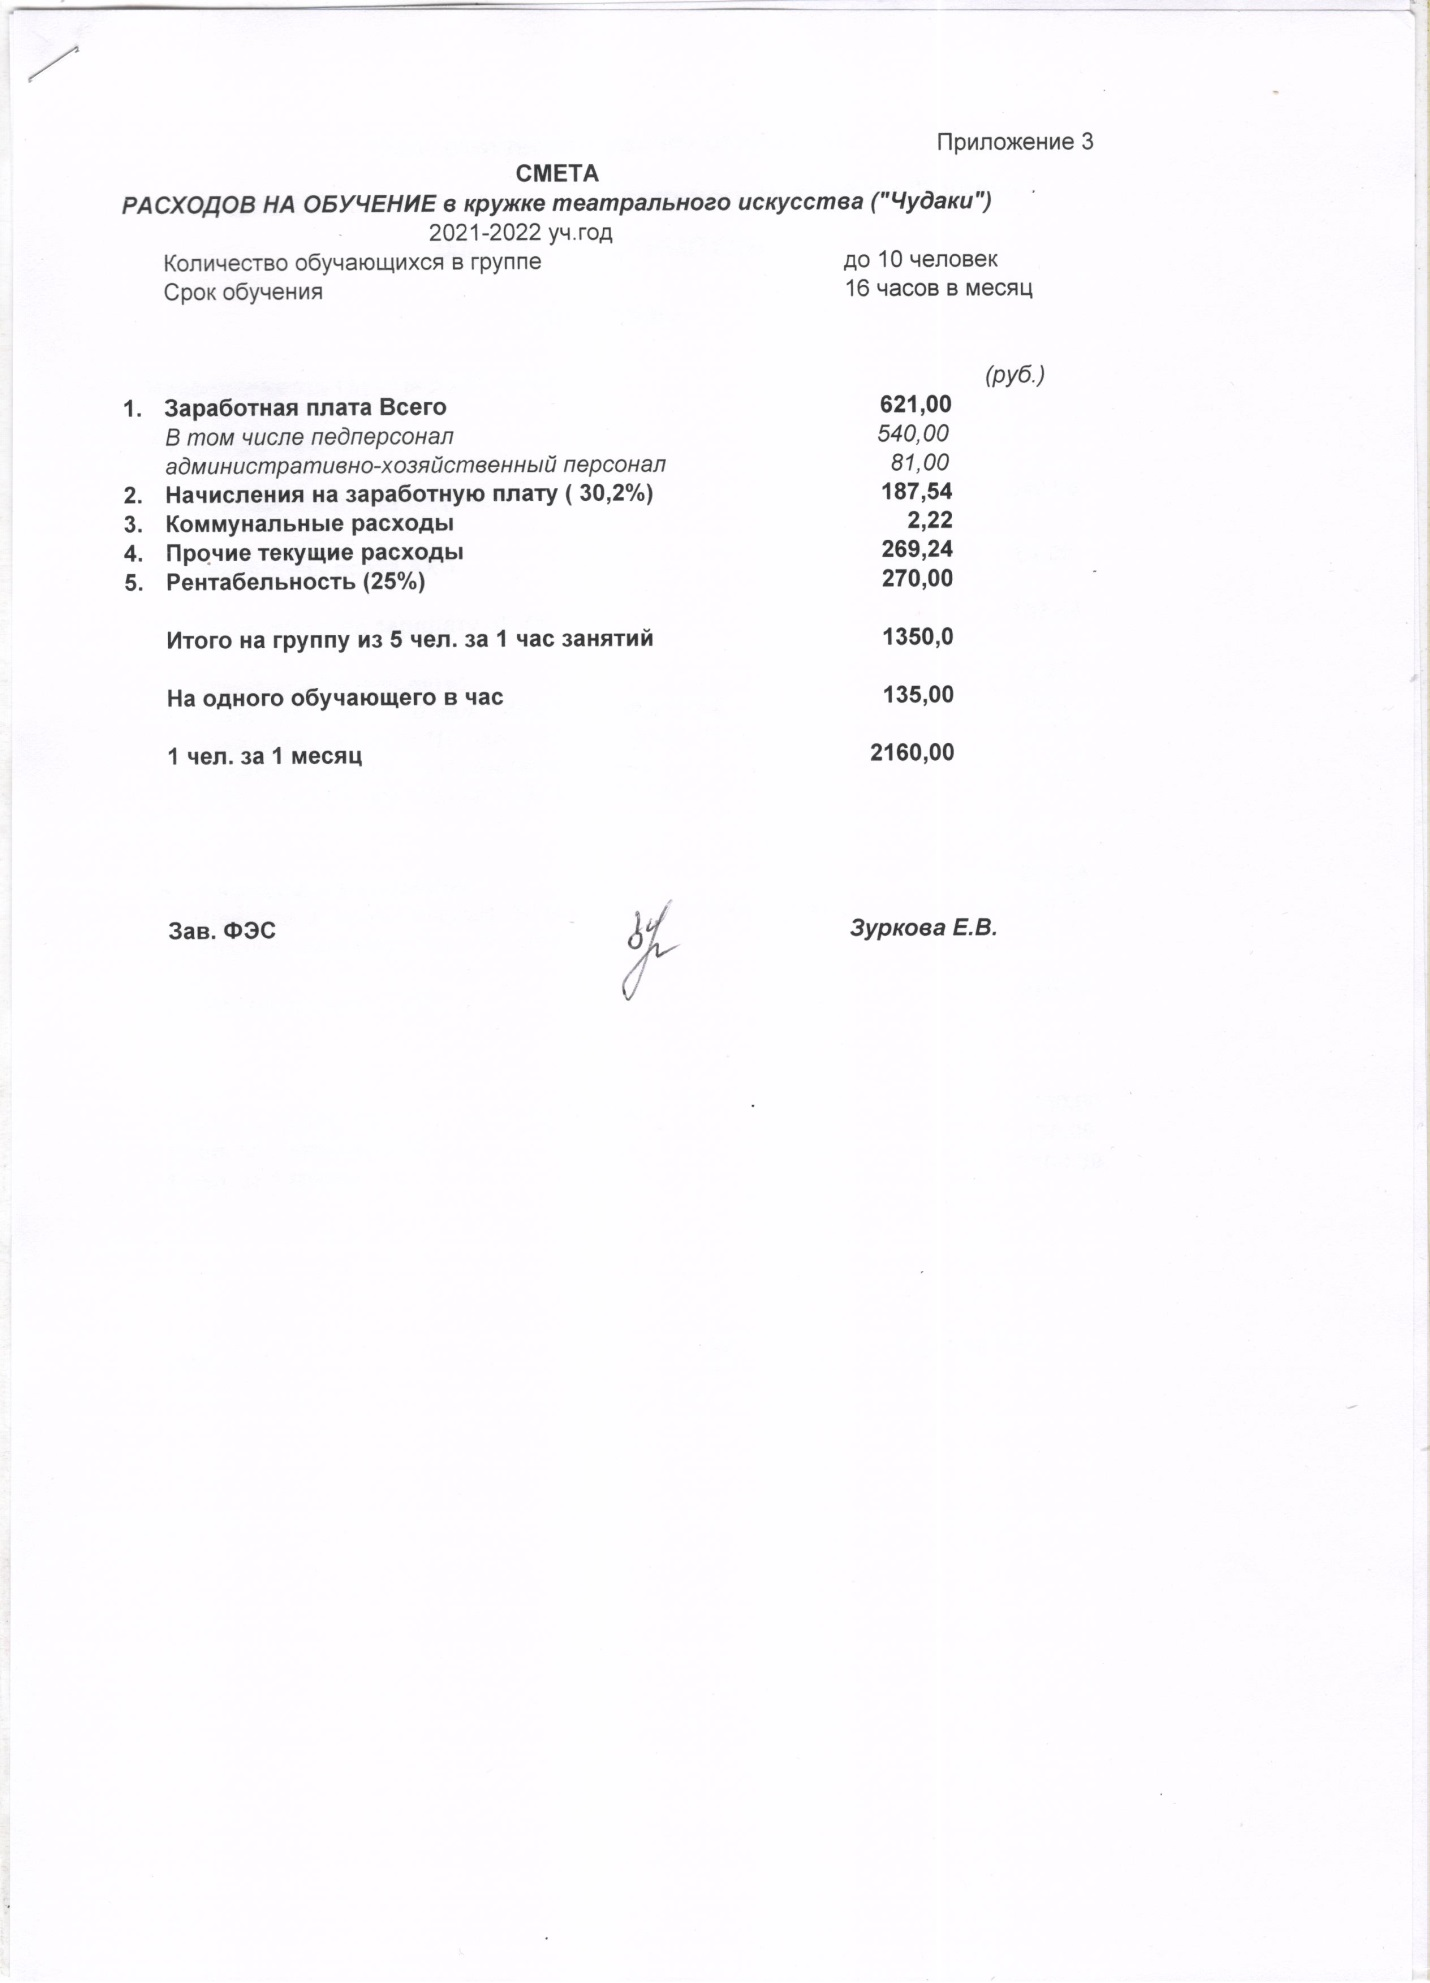 Приложение 3
СМЕТА
РАСХОДОВ НА ОБУЧЕНИЕ в кружке театрального искусства ("Чудаки")
2021-2022 уч.год
Количество обучающихся в группе до 10 человек
Срок обучения 16 часов в месяц
(руб.)
1. Заработная плата Всего 621,00
В том числе педперсонал 540,00
административно-хозяйственный персонал 81,00
2. Начисления на заработную плату ( 30,2%) 187,54
3. Коммунальные расходы 2,22
4. Прочие текущие расходы 269,24
5. Рентабельность (25%) 270,00
Итого на группу из 5 чел. за 1 час занятий 1350,0
На одного обучающего в час 135,00
1 чел. за 1 месяц 2160,00
Зав. ФЭС Зуркова Е.В.